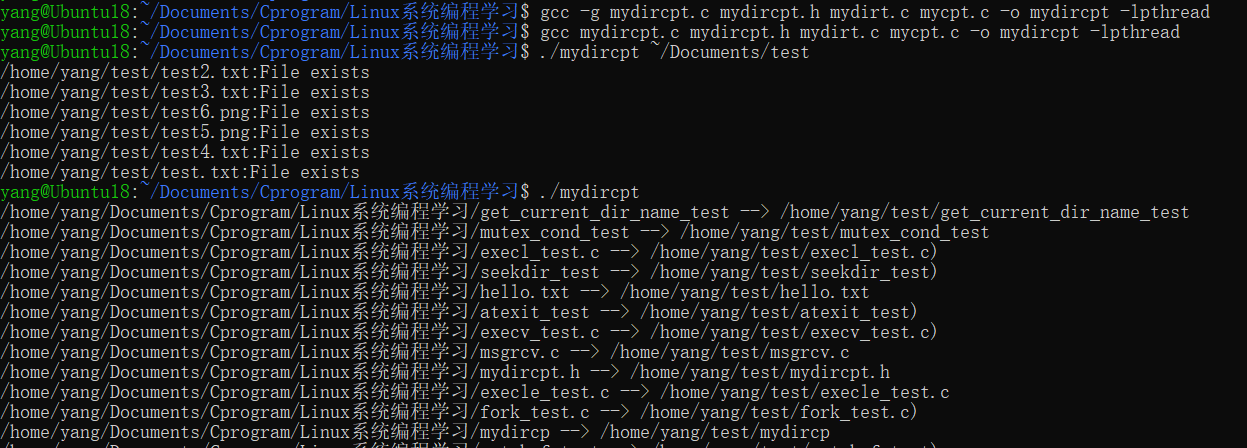 yang@Ubuntu18:~/Documents/Cprogram/Linux系统编程学习$ gcc -g mydircpt.c mydircpt.h mydirt.c mycpt.c -o mydircpt -lpthread
yang@Ubuntu18:~/Documents/Cprogram/Linux系统编程学习$ gcc mydircpt.c mydircpt.h mydirt.c mycpt.c -o mydircpt -lpthread
yang@Ubuntu18:~/Documents/Cprogram/Linux系统编程学习$ ./mydircpt ~/Documents/test
/home/yang/test/test2.txt:File exists
/home/yang/test/test3.txt:File exists
/home/yang/test/test6.png:File exists
/home/yang/test/test5.png:File exists
/home/yang/test/test4.txt:File exists
/home/yang/test/test.txt:File exists
yang@Ubuntu18:~/Documents/Cprogram/Linux系统编程学习$ ./mydircpt
/home/yang/Documents/Cprogram/Linux系统编程学习/get_current_dir_name_test --> /home/yang/test/get_current_dir_name_test
/home/yang/Documents/Cprogram/Linux系统编程学习/mutex_cond_test --> /home/yang/test/mutex_cond_test
/home/yang/Documents/Cprogram/Linux系统编程学习/execl_test.c --> /home/yang/test/execl_test.c)
/home/yang/Documents/Cprogram/Linux系统编程学习/seekdir_test --> /home/yang/test/seekdir_test)
/home/yang/Documents/Cprogram/Linux系统编程学习/hello.txt --> /home/yang/test/hello.txt
/home/yang/Documents/Cprogram/Linux系统编程学习/atexit_test --> /home/yang/test/atexit_test)
/home/yang/Documents/Cprogram/Linux系统编程学习/execv_test.c --> /home/yang/test/execv_test.c)
/home/yang/Documents/Cprogram/Linux系统编程学习/msgrcv.c --> /home/yang/test/msgrcv.c
/home/yang/Documents/Cprogram/Linux系统编程学习/mydircpt.h --> /home/yang/test/mydircpt.h
/home/yang/Documents/Cprogram/Linux系统编程学习/execle_test.c --> /home/yang/test/execle_test.c
/home/yang/Documents/Cprogram/Linux系统编程学习/fork_test.c --> /home/yang/test/fork_test.c)
/home/yang/Documents/Cprogram/Linux系统编程学习/mydircp --> /home/yang/test/mydircp